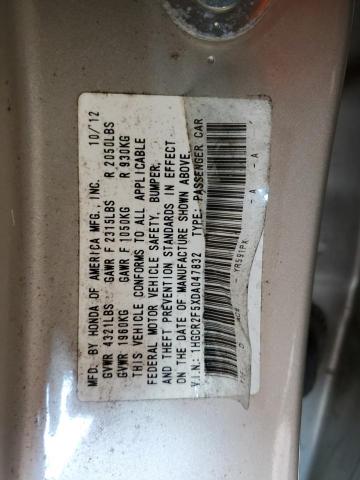 MFD. BY HONDA OF AMERICA MFG., INC. 10/12
GVWR 4321LBS GAWR F 2315LBS R 2050LBS
GVWR 1960KG GAWR F 1050KG R 930KG
THIS VEHICLE CONFORMS TO ALL APPLICABLE
FEDERAL MOTOR VEHICLE SAFETY, BUMPER,
AND THEFT PREVENTION STANDARDS IN EFFECT
ON THE DATE OF MANUFACTURE SHOWN ABOVE.
V.I.N.: 1HGCR2F5XDA047832 TYPE: PASSENGER CAR
YR591PX - A - A